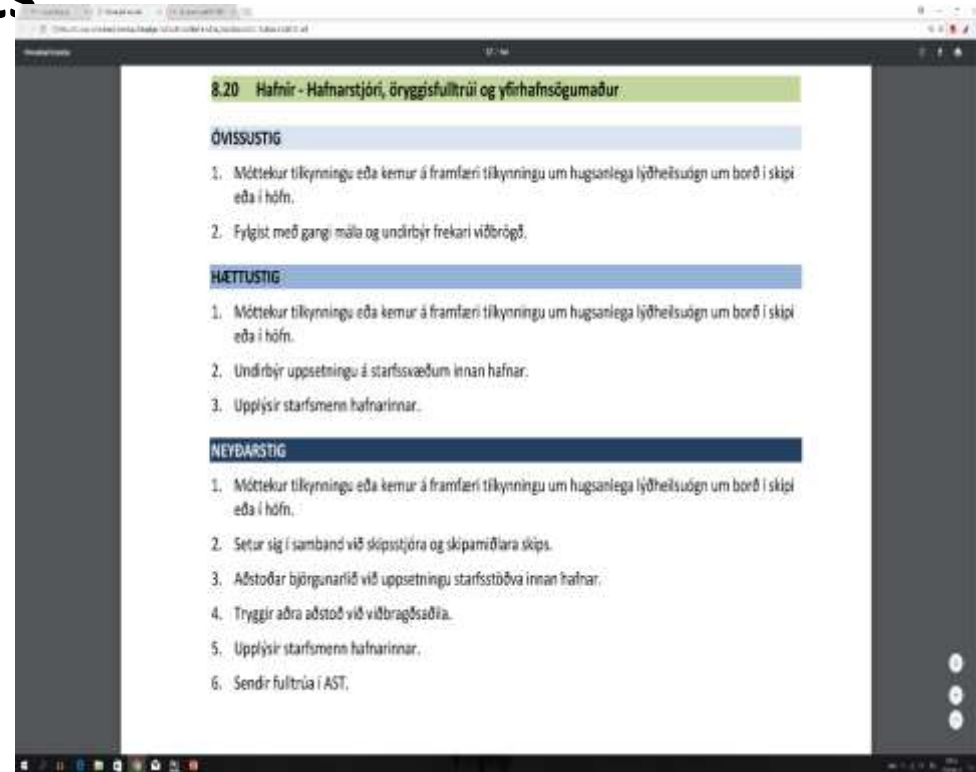 8.20 Hafnir - Hafnarstjóri, öryggisfulltrúi og yfirhafnsögumaður
ÓVISSUSTIG
1. Móttekur tilkynningu eða kemur á framfæri tilkynningu um hugsanlega lýðheilsuógn um borð í skipi
eða í höfn.
2. Fylgist með gangi mála og undirbýr frekari viðbrögð.
HÆTTUSTIG
1. Móttekur tilkynningu eða kemur á framfæri tilkynningu um hugsanlega lýðheilsuógn um borð í skipi
eða í höfn.
2. Undirbýr uppsetningu á starfssvæðum innan hafnar.
3. Upplýsir starfsmenn hafnarinnar.
NEYÐARSTIG
1. Móttekur tilkynningu eða kemur á framfæri tilkynningu um hugsanlega lýðheilsuógn um borð í skipi
eða í höfn.
2. Setur sig í samband við skipsstjóra og skipamiðlara skips.
3. Aðstoðar björgunarlið við uppsetningu starfsstöðva innan hafnar.
4. Tryggir aðra aðstoð við viðbragðsaðila.
5. Upplýsir starfsmenn hafnarinnar.
6. Sendir fulltrúa í AST.